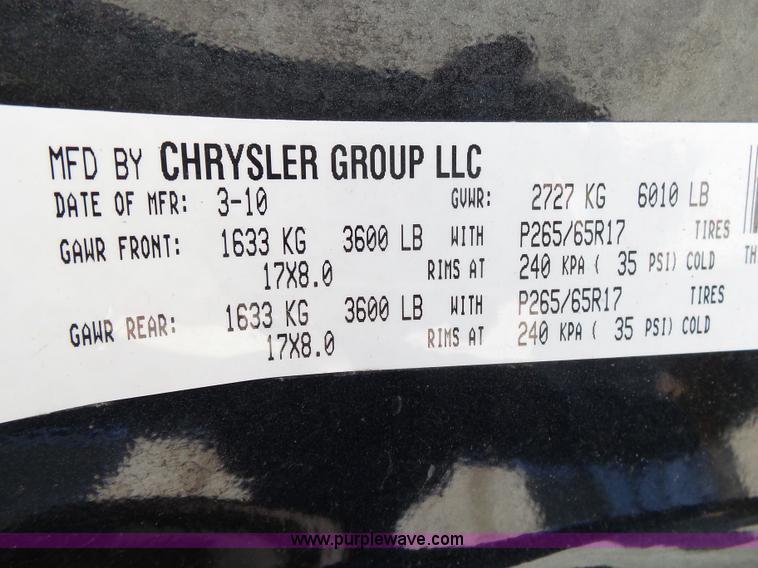 MFD BY CHRYSLER GROUP LLC
DATE OF MFR: 3-10 GVWR: 2727 KG 6010 LB
GAWR FRONT: 1633 KG 3600 LB WITH P265/65R17 TIRES
17X8.0 RIMS AT 240 KPA ( 35 PSI) COLD TH
GAWR REAR: 1633 KG 3600 LB WITH P265/65R17 TIRES
17X8.0 RIMS AT 240 KPA ( 35 PSI) COLD
www.purplewave.com